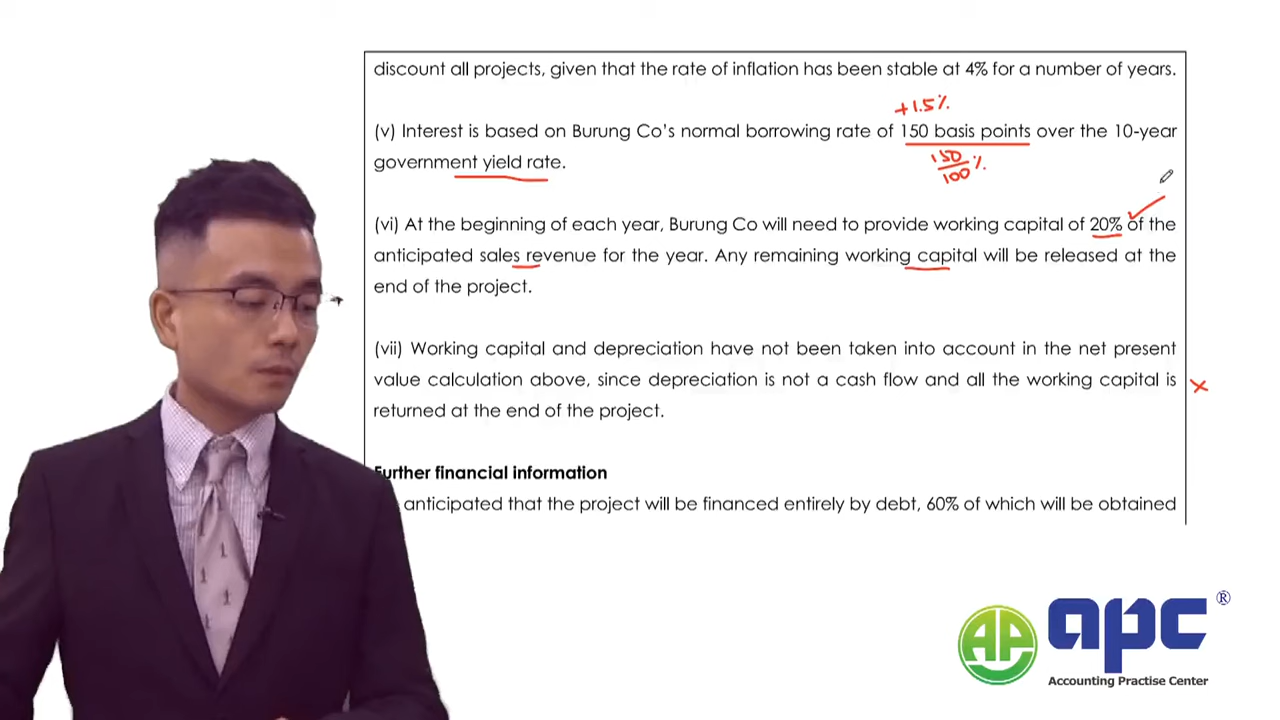 discount all projects, given that the rate of inflation has been stable at 4% for a number of years.
+1.5%
(v) Interest is based on Burung Co's normal borrowing rate of 150 basis points over the 10-year
government yield rate.
150/100 %
(vi) At the beginning of each year, Burung Co will need to provide working capital of 20% of the
anticipated sales revenue for the year. Any remaining working capital will be released at the
end of the project.
(vii) Working capital and depreciation have not been taken into account in the net present
value calculation above, since depreciation is not a cash flow and all the working capital is
returned at the end of the project.
Further financial information
anticipated that the project will be financed entirely by debt, 60% of which will be obtained
AP apc ®
Accounting Practise Center